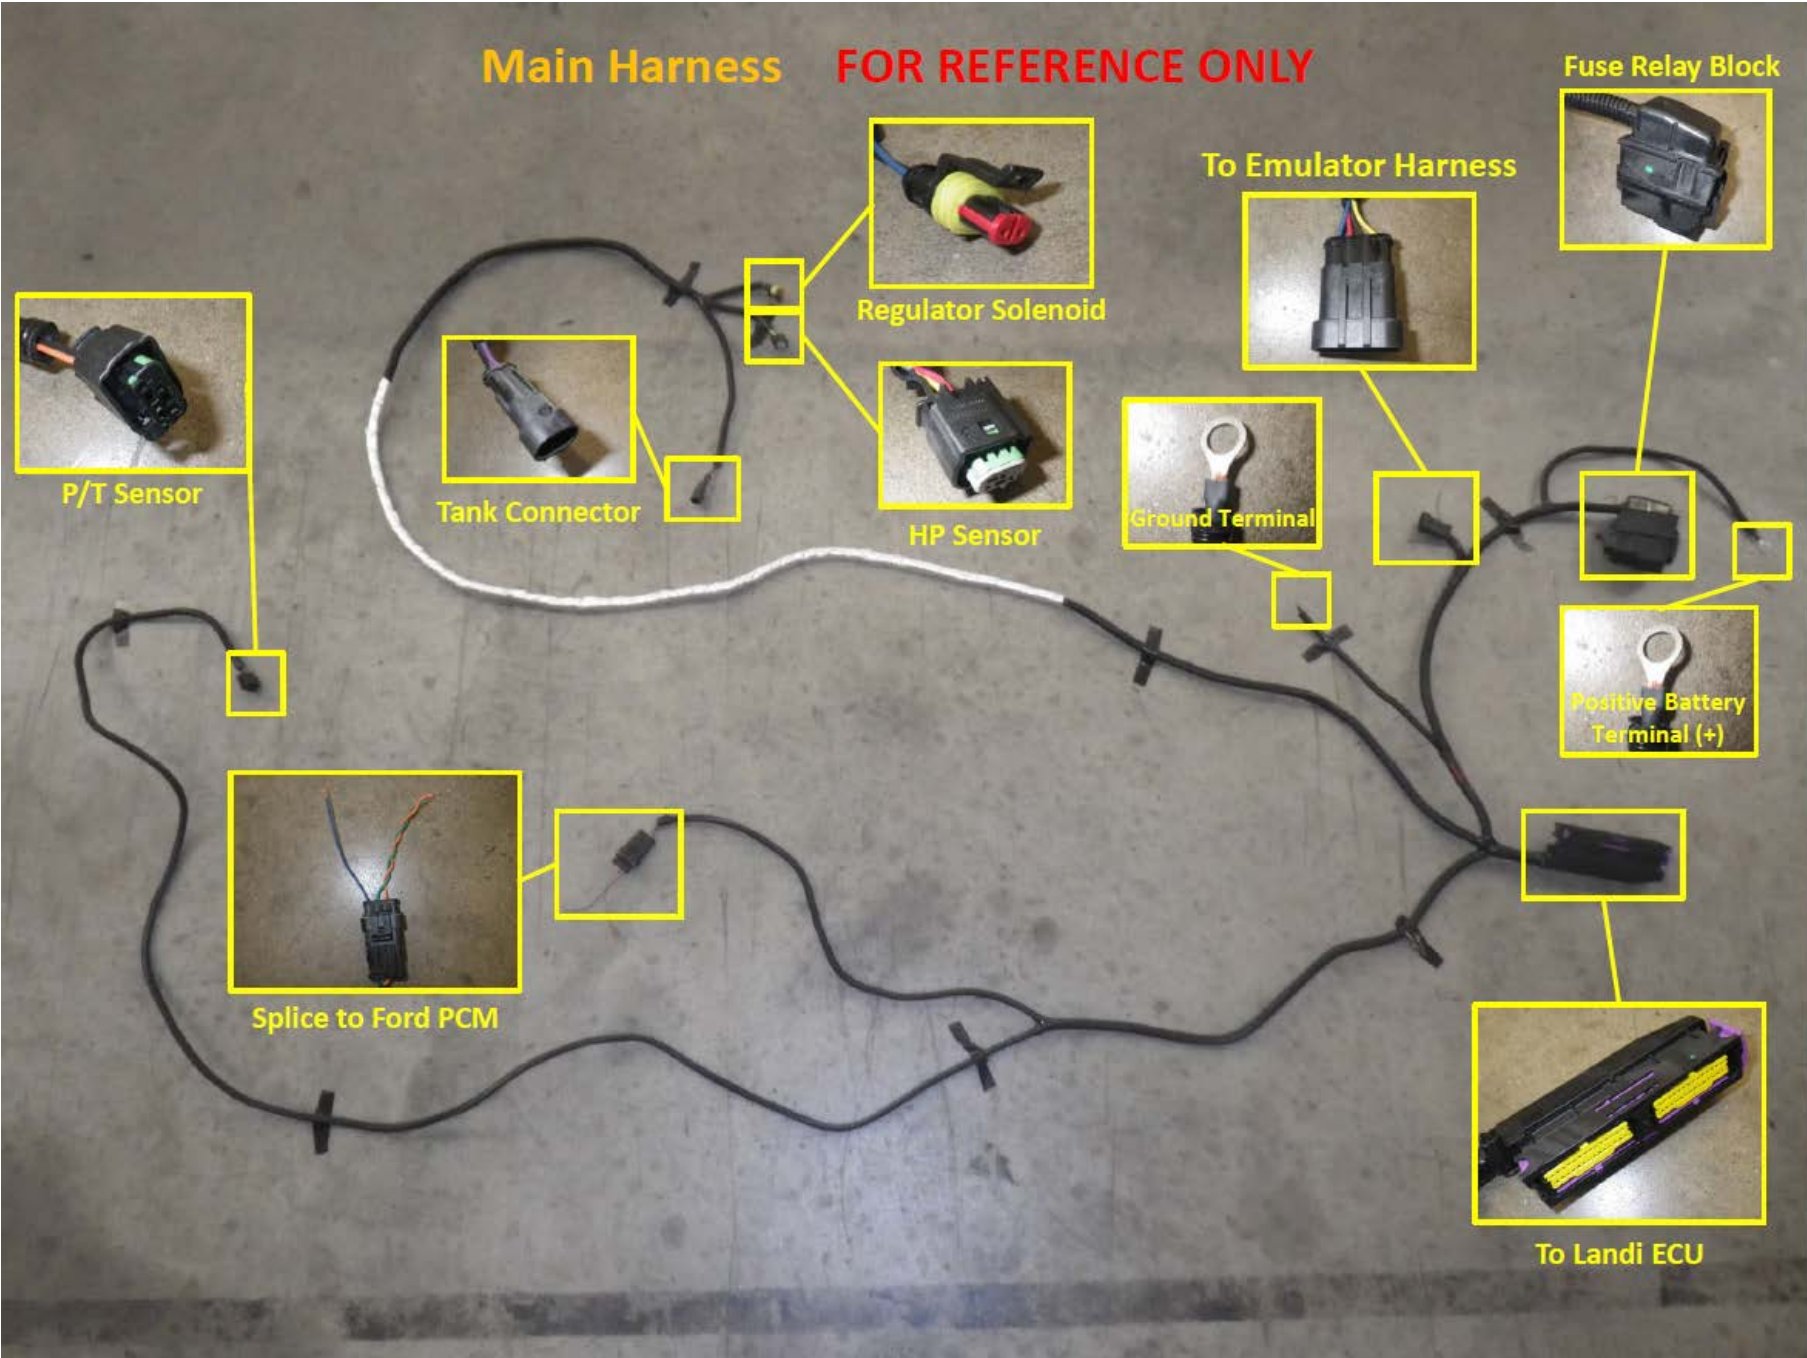 Main Harness FOR REFERENCE ONLY
Fuse Relay Block
To Emulator Harness
Regulator Solenoid
P/T Sensor
Tank Connector
HP Sensor
Ground Terminal
Positive Battery
Terminal (+)
Splice to Ford PCM
To Landi ECU